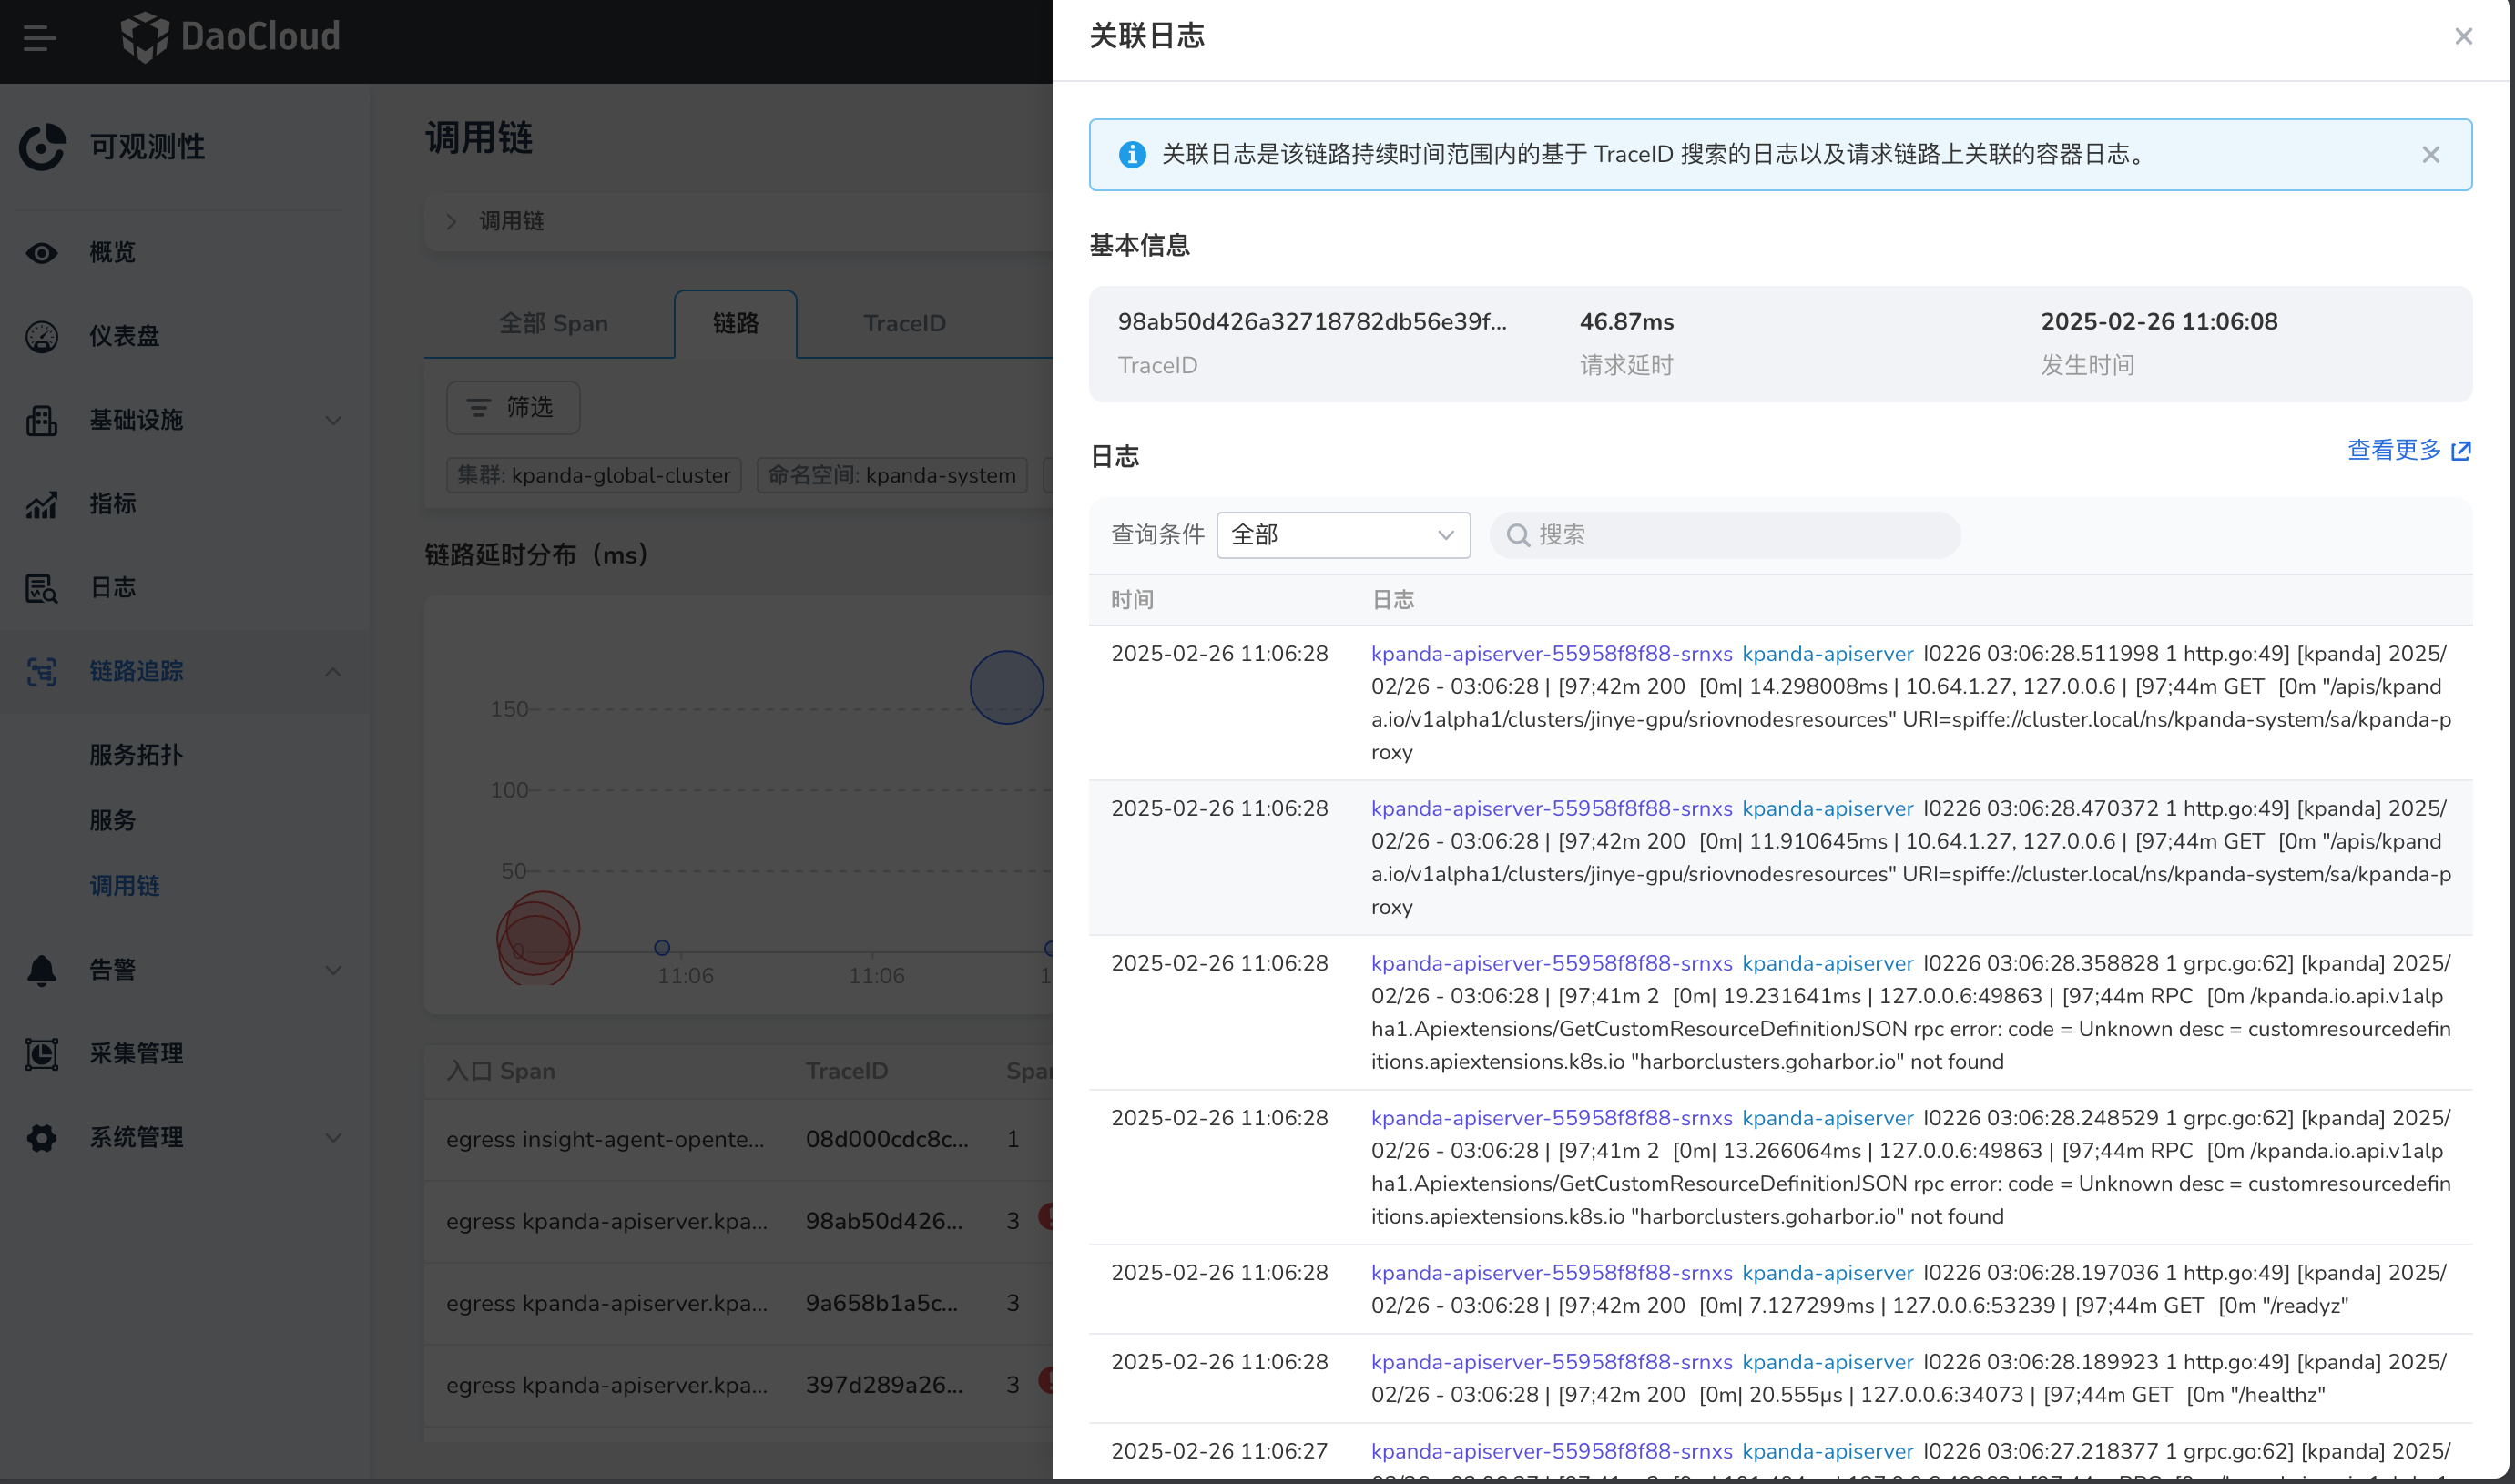 DaoCloud
可观测性
概览
仪表盘
基础设施
指标
日志
链路追踪
服务拓扑
服务
调用链
告警
采集管理
系统管理
调用链
调用链
全部 Span
链路
TraceID
筛选
集群: kpanda-global-cluster
命名空间: kpanda-system
链路延时分布（ms）
150
100
50
0
11:06
11:06
入口 Span
TraceID
egress insight-agent-opente...
08d000cdc8c...
1
egress kpanda-apiserver.kpa...
98ab50d426...
3
egress kpanda-apiserver.kpa...
9a658b1a5c...
3
egress kpanda-apiserver.kpa...
397d289a26...
3
关联日志
关联日志是该链路持续时间范围内的基于 TraceID 搜索的日志以及请求链路上关联的容器日志。
基本信息
98ab50d426a32718782db56e39f...
TraceID
46.87ms
请求延时
2025-02-26 11:06:08
发生时间
日志
查看更多
查询条件
全部
搜索
时间
日志
2025-02-26 11:06:28
kpanda-apiserver-55958f8f88-srnxs kpanda-apiserver I0226 03:06:28.511998 1 http.go:49] [kpanda] 2025/
02/26 - 03:06:28 | [97;42m 200 [0m| 14.298008ms | 10.64.1.27, 127.0.0.6 | [97;44m GET [0m "/apis/kpand
a.io/v1alpha1/clusters/jinye-gpu/sriovnodesresources" URI=spiffe://cluster.local/ns/kpanda-system/sa/kpanda-p
roxy
2025-02-26 11:06:28
kpanda-apiserver-55958f8f88-srnxs kpanda-apiserver I0226 03:06:28.470372 1 http.go:49] [kpanda] 2025/
02/26 - 03:06:28 | [97;42m 200 [0m| 11.910645ms | 10.64.1.27, 127.0.0.6 | [97;44m GET [0m "/apis/kpand
a.io/v1alpha1/clusters/jinye-gpu/sriovnodesresources" URI=spiffe://cluster.local/ns/kpanda-system/sa/kpanda-p
roxy
2025-02-26 11:06:28
kpanda-apiserver-55958f8f88-srnxs kpanda-apiserver I0226 03:06:28.358828 1 grpc.go:62] [kpanda] 2025/
02/26 - 03:06:28 | [97;41m 2 [0m| 19.231641ms | 127.0.0.6:49863 | [97;44m RPC [0m /kpanda.io.api.v1alp
ha1.Apiextensions/GetCustomResourceDefinitionJSON rpc error: code = Unknown desc = customresourcedefin
itions.apiextensions.k8s.io "harborclusters.goharbor.io" not found
2025-02-26 11:06:28
kpanda-apiserver-55958f8f88-srnxs kpanda-apiserver I0226 03:06:28.248529 1 grpc.go:62] [kpanda] 2025/
02/26 - 03:06:28 | [97;41m 2 [0m| 13.266064ms | 127.0.0.6:49863 | [97;44m RPC [0m /kpanda.io.api.v1alp
ha1.Apiextensions/GetCustomResourceDefinitionJSON rpc error: code = Unknown desc = customresourcedefin
itions.apiextensions.k8s.io "harborclusters.goharbor.io" not found
2025-02-26 11:06:28
kpanda-apiserver-55958f8f88-srnxs kpanda-apiserver I0226 03:06:28.197036 1 http.go:49] [kpanda] 2025/
02/26 - 03:06:28 | [97;42m 200 [0m| 7.127299ms | 127.0.0.6:53239 | [97;44m GET [0m "/readyz"
2025-02-26 11:06:28
kpanda-apiserver-55958f8f88-srnxs kpanda-apiserver I0226 03:06:28.189923 1 http.go:49] [kpanda] 2025/
02/26 - 03:06:28 | [97;42m 200 [0m| 20.555µs | 127.0.0.6:34073 | [97;44m GET [0m "/healthz"
2025-02-26 11:06:27
kpanda-apiserver-55958f8f88-srnxs kpanda-apiserver I0226 03:06:27.218377 1 grpc.go:62] [kpanda] 2025/